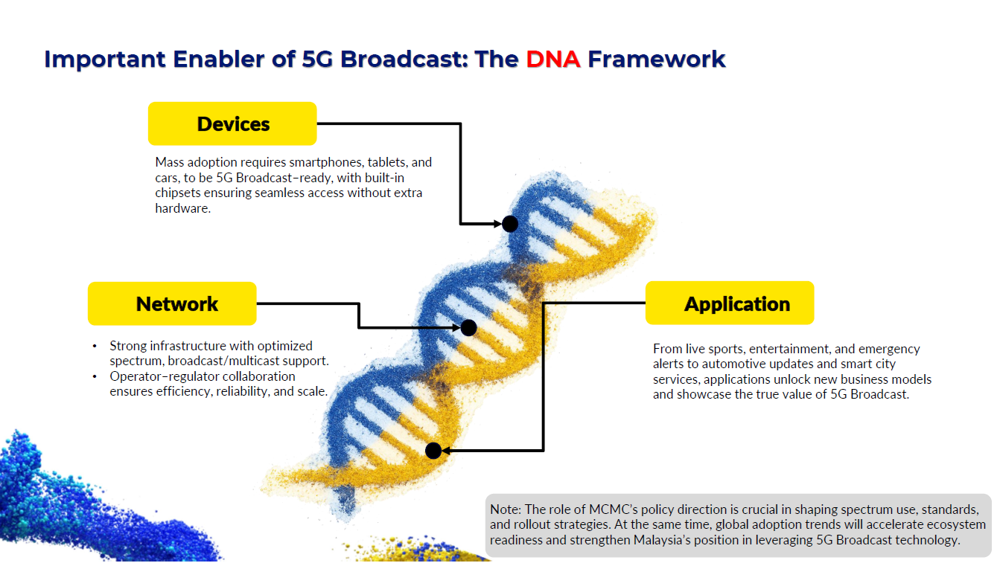 Important Enabler of 5G Broadcast: The DNA Framework
Devices
Mass adoption requires smartphones, tablets, and
cars, to be 5G Broadcast–ready, with built-in
chipsets ensuring seamless access without extra
hardware.
Network
• Strong infrastructure with optimized
spectrum, broadcast/multicast support.
• Operator–regulator collaboration
ensures efficiency, reliability, and scale.
Application
From live sports, entertainment, and emergency
alerts to automotive updates and smart city
services, applications unlock new business models
and showcase the true value of 5G Broadcast.
Note: The role of MCMC’s policy direction is crucial in shaping spectrum use, standards,
and rollout strategies. At the same time, global adoption trends will accelerate ecosystem
readiness and strengthen Malaysia’s position in leveraging 5G Broadcast technology.